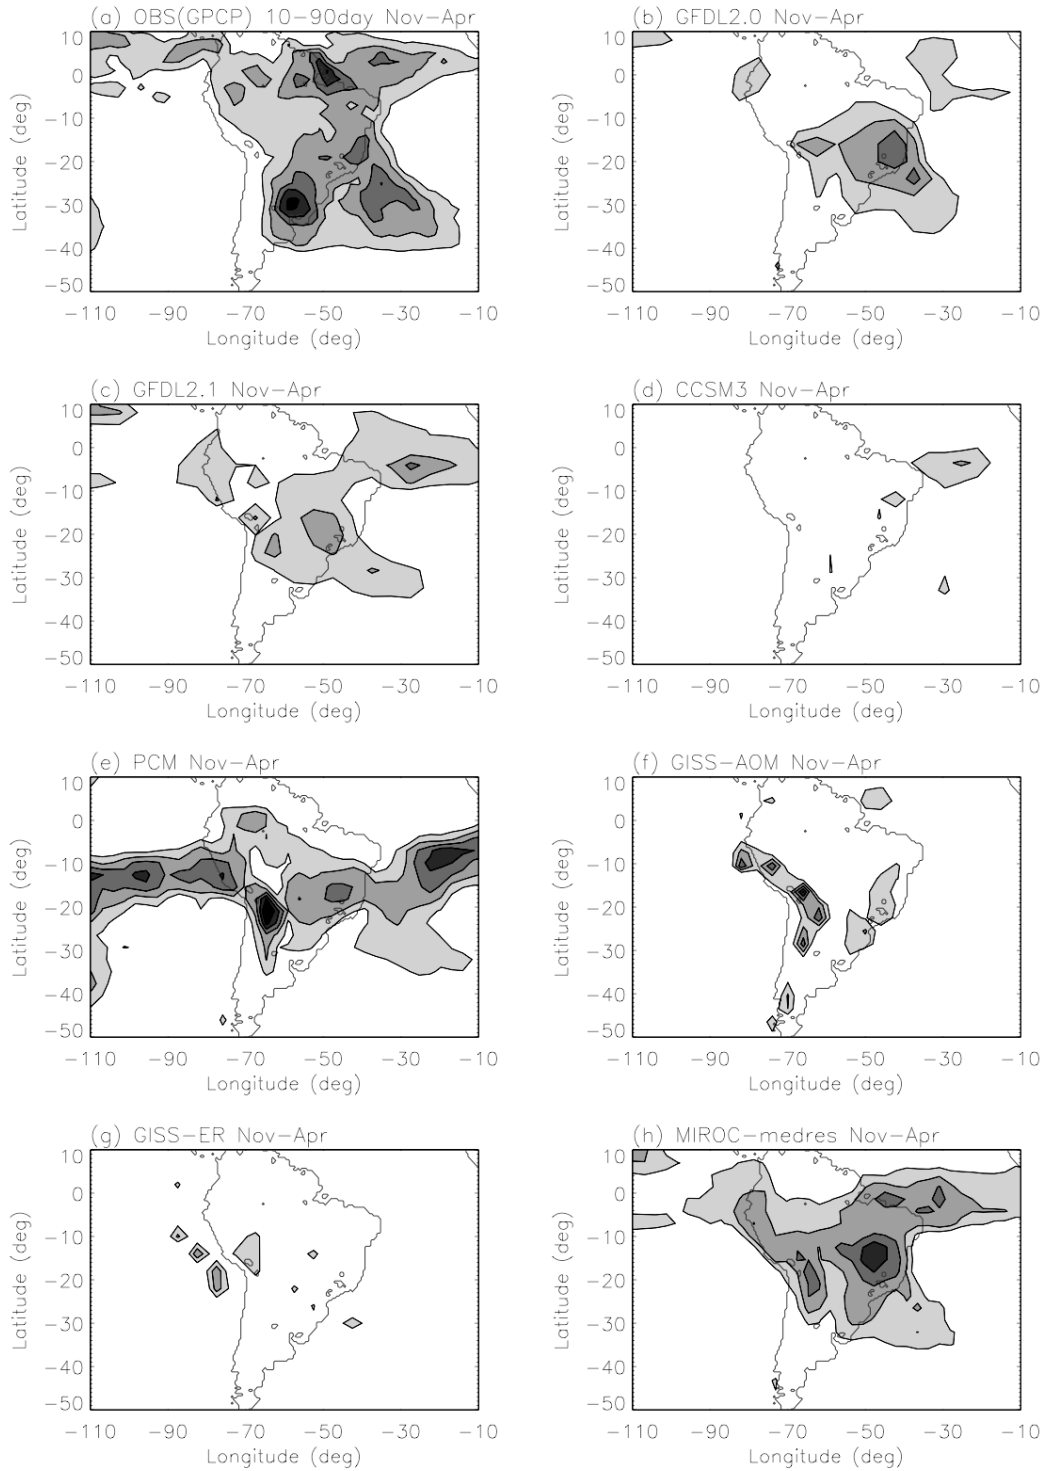 (a) OBS(GPCP) 10-90day Nov-Apr
10
0
-10
-20
-30
-40
-50
Latitude (deg)
-110 -90 -70 -50 -30 -10
Longitude (deg)
(b) GFDL2.0 Nov-Apr
10
0
-10
-20
-30
-40
-50
Latitude (deg)
-110 -90 -70 -50 -30 -10
Longitude (deg)
(c) GFDL2.1 Nov-Apr
10
0
-10
-20
-30
-40
-50
Latitude (deg)
-110 -90 -70 -50 -30 -10
Longitude (deg)
(d) CCSM3 Nov-Apr
10
0
-10
-20
-30
-40
-50
Latitude (deg)
-110 -90 -70 -50 -30 -10
Longitude (deg)
(e) PCM Nov-Apr
10
0
-10
-20
-30
-40
-50
Latitude (deg)
-110 -90 -70 -50 -30 -10
Longitude (deg)
(f) GISS-AOM Nov-Apr
10
0
-10
-20
-30
-40
-50
Latitude (deg)
-110 -90 -70 -50 -30 -10
Longitude (deg)
(g) GISS-ER Nov-Apr
10
0
-10
-20
-30
-40
-50
Latitude (deg)
-110 -90 -70 -50 -30 -10
Longitude (deg)
(h) MIROC-medres Nov-Apr
10
0
-10
-20
-30
-40
-50
Latitude (deg)
-110 -90 -70 -50 -30 -10
Longitude (deg)